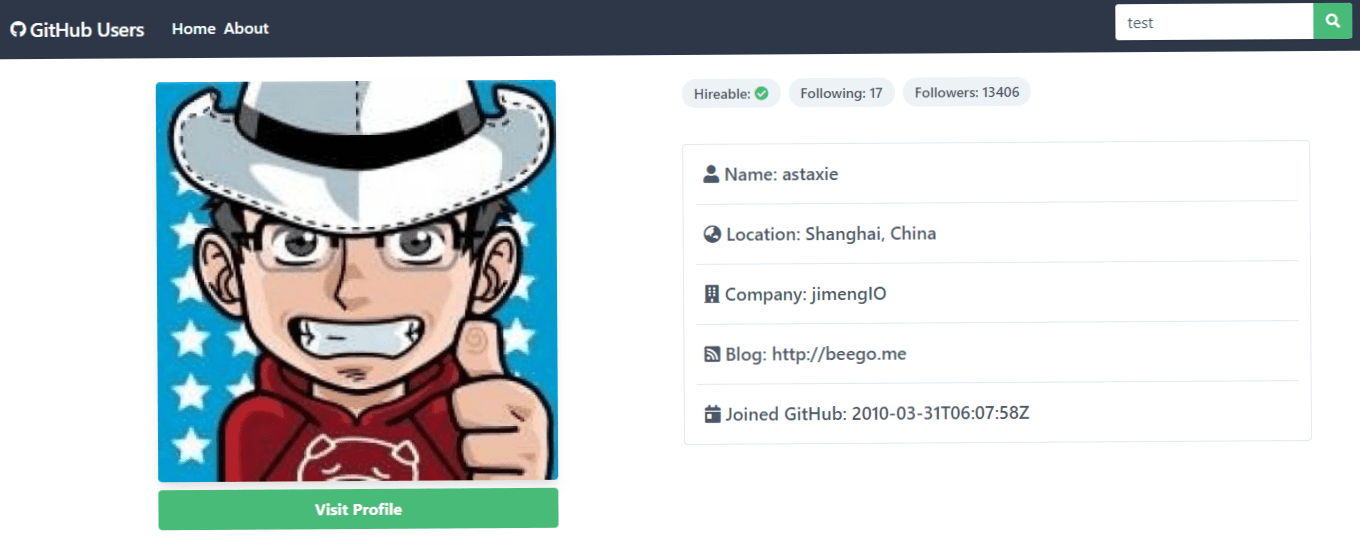 GitHub Users Home About test
Hireable: Following: 17 Followers: 13406
Name: astaxie
Location: Shanghai, China
Company: jimengIO
Blog: http://beego.me
Joined GitHub: 2010-03-31T06:07:58Z
Visit Profile